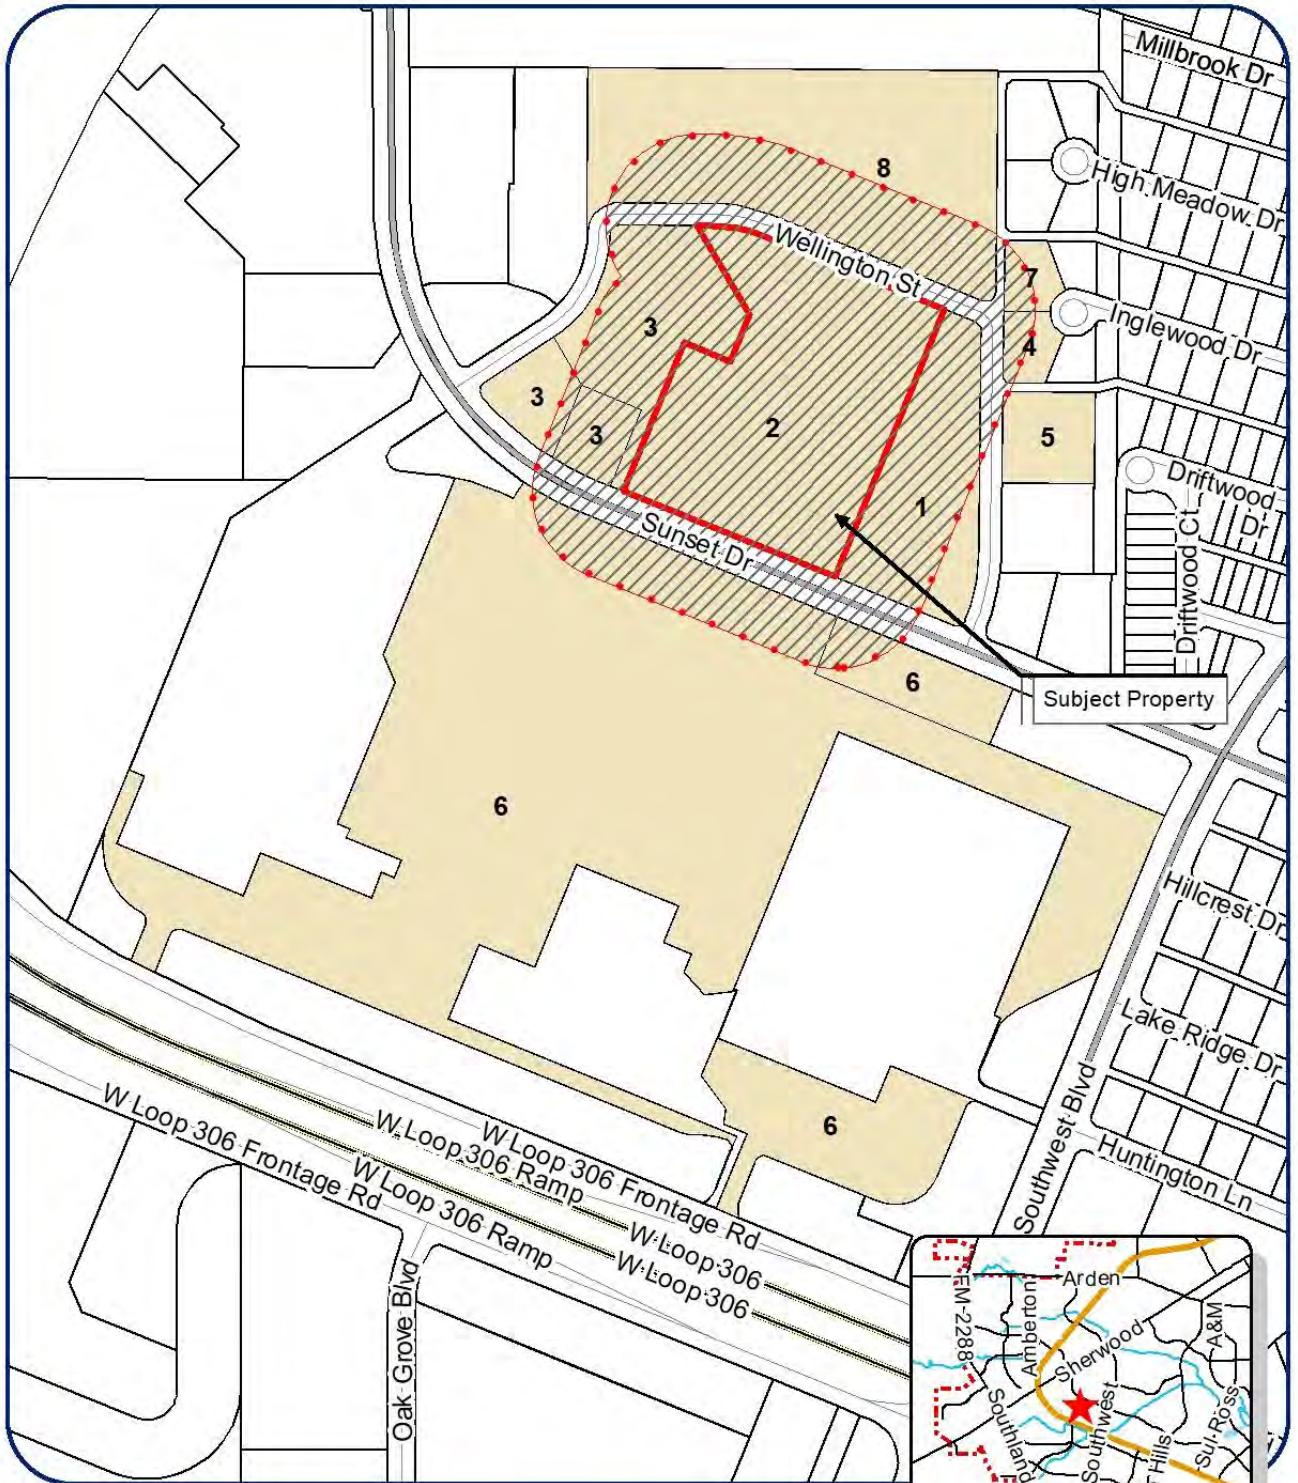 Millbrook Dr
8
High Meadow Dr
Wellington St
7
Inglewood Dr
3
4
3
3
2
5
Driftwood
Dr
1
Driftwood Ct
Sunset Dr
6
Subject Property
6
Hillcrest Dr
Lake Ridge Dr
Southwest Blvd
6
Huntington Ln
W Loop 306 Frontage Rd
W Loop 306 Ramp
W Loop 306 Frontage Rd
W Loop 306 Ramp
W Loop 306
W Loop 306
Oak Grove Blvd
Arden
FM-2288
Amberton
Sherwood
A&M
Southland
Southwest
Hills
Sul-Ross